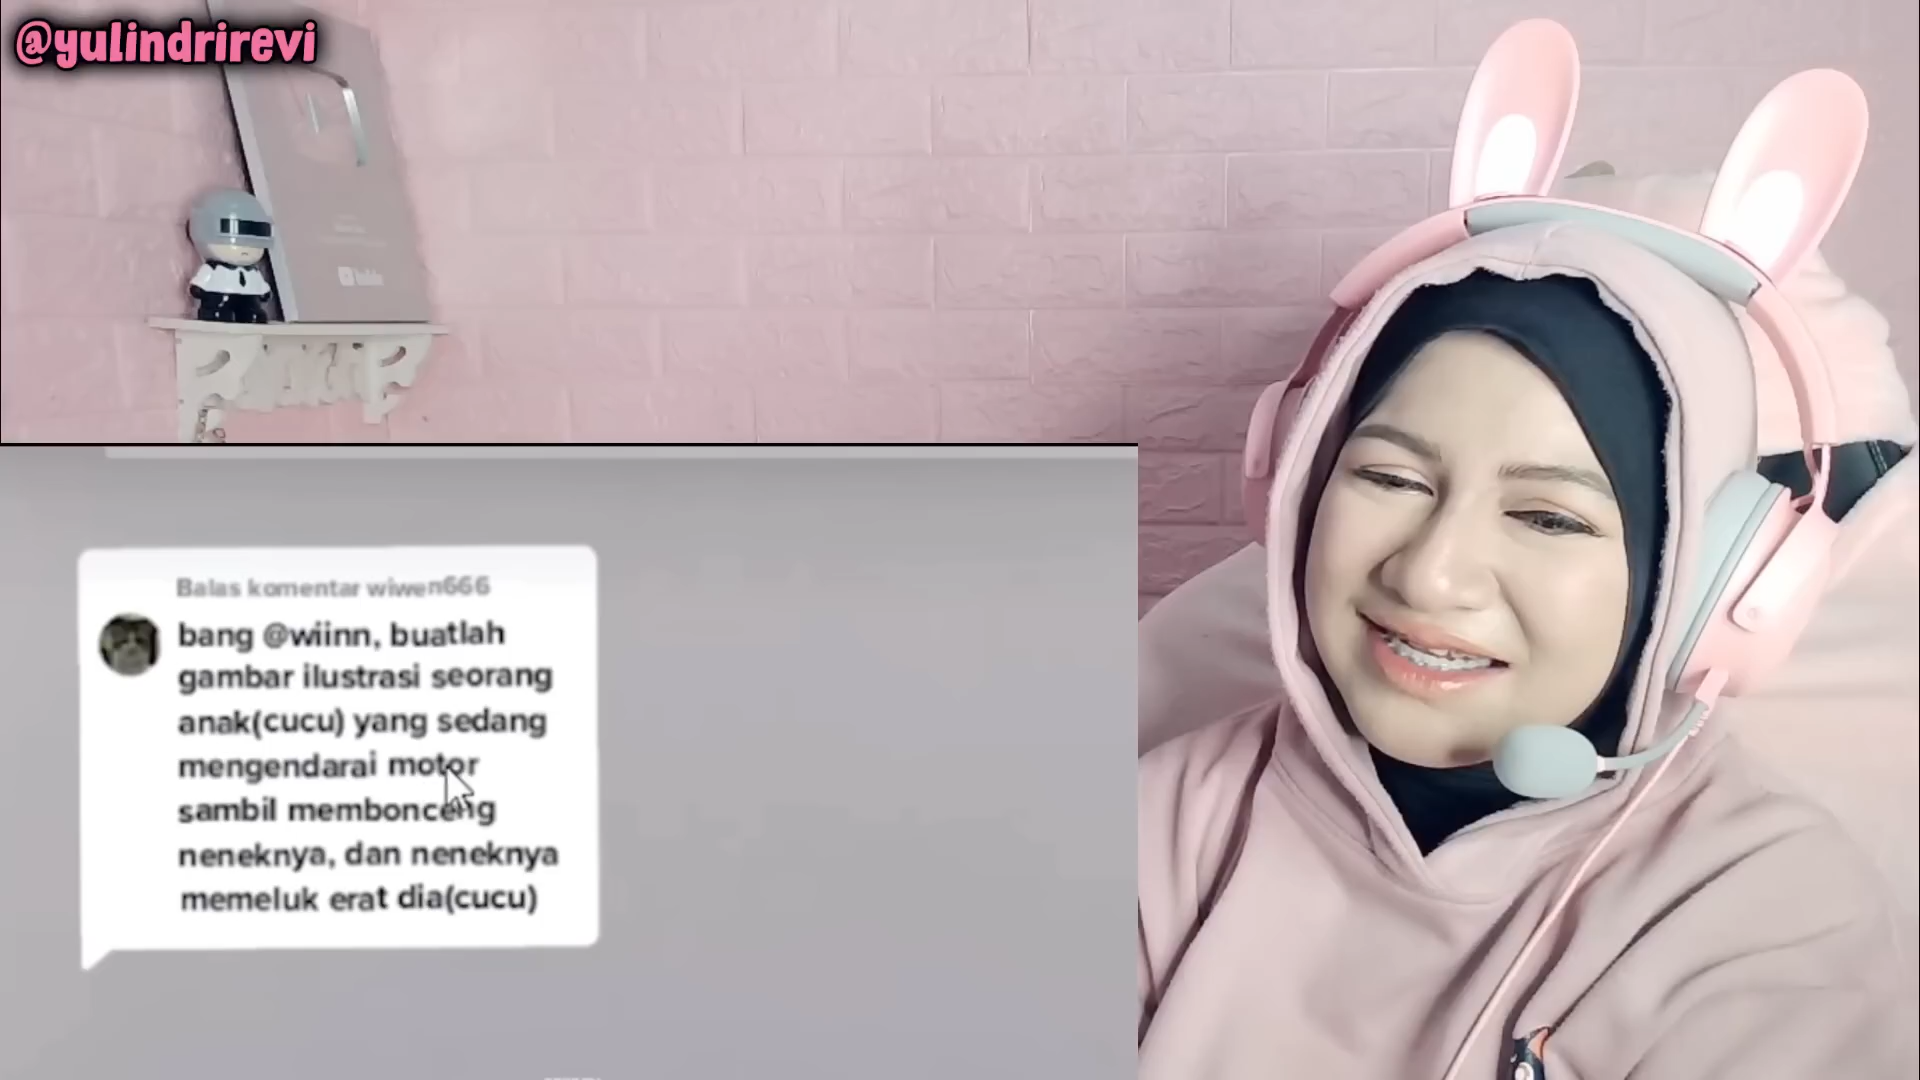 @yulindrirevi
YouTube
Balas komentar wiwen666
bang @wiinn, buatlah
gambar ilustrasi seorang
anak(cucu) yang sedang
mengendarai motor
sambil membonceng
neneknya, dan neneknya
memeluk erat dia(cucu)